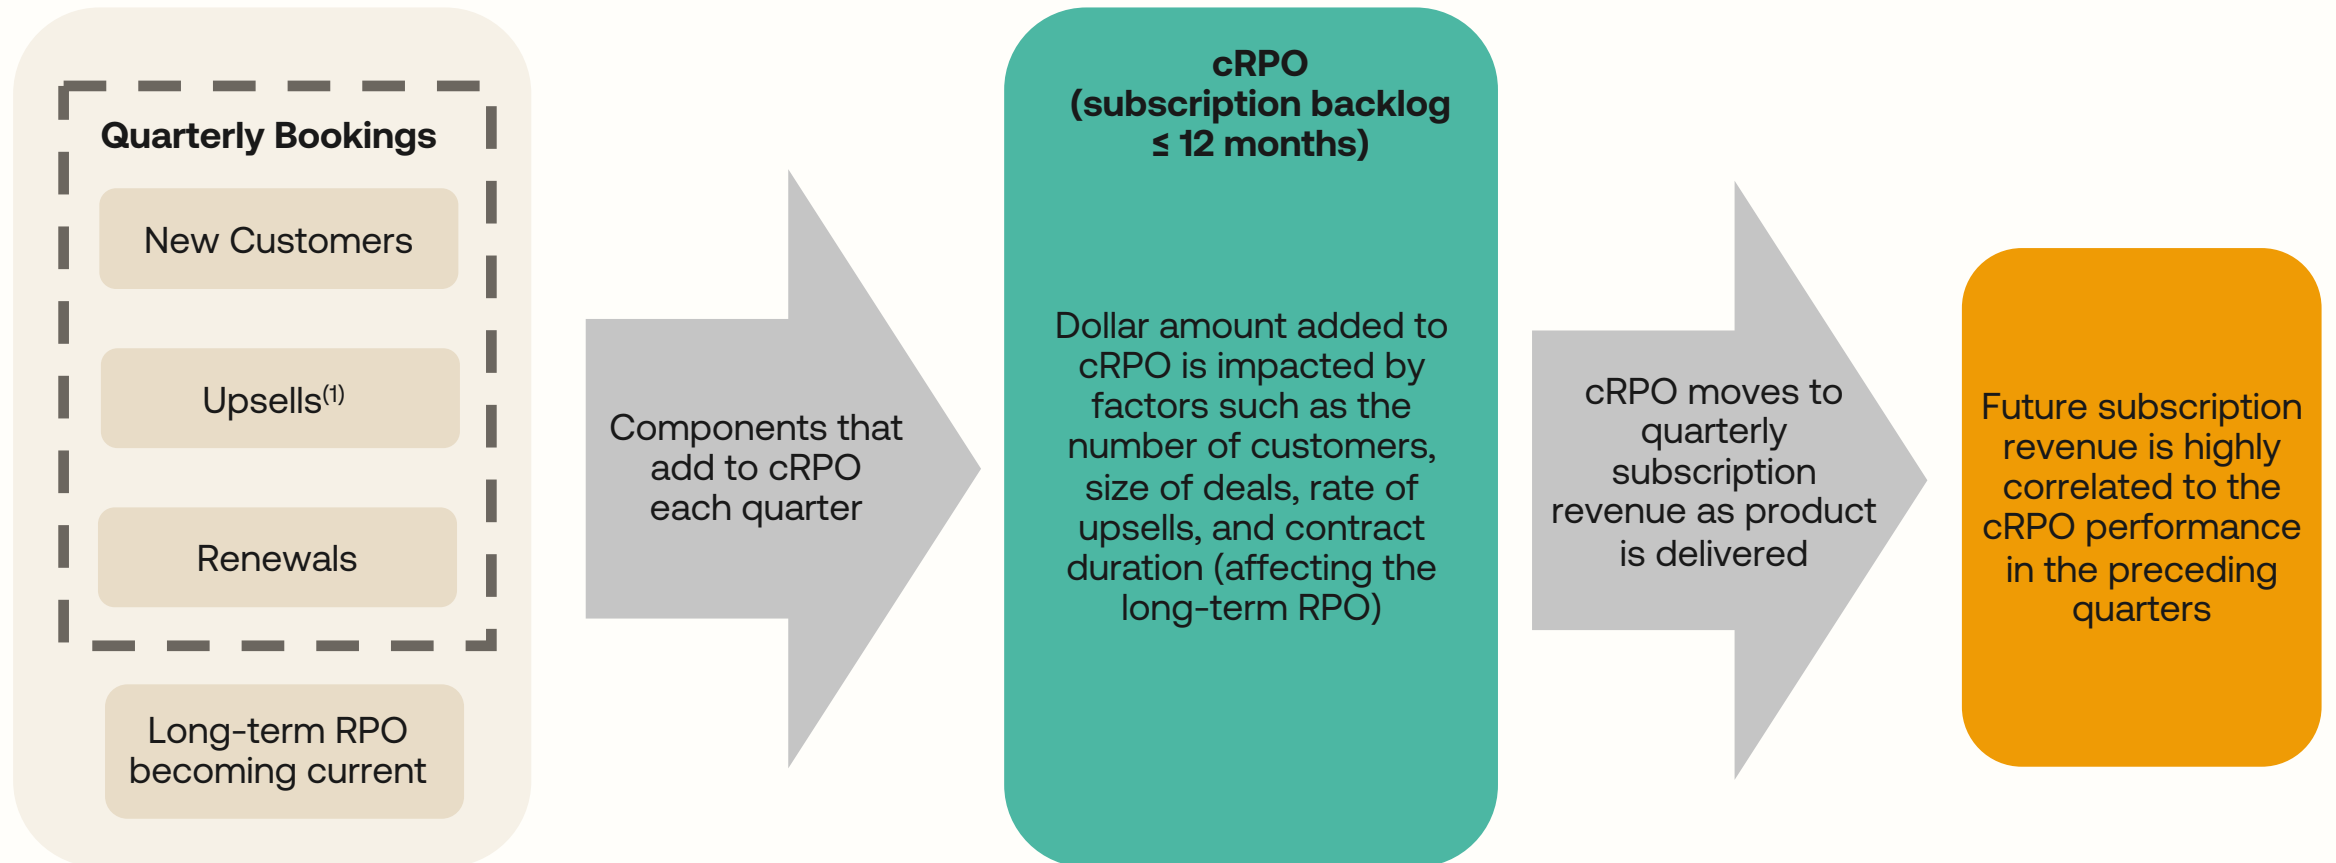 Quarterly Bookings
New Customers
Upsells(1)
Renewals
Long-term RPO
becoming current
Components that
add to cRPO
each quarter
cRPO
(subscription backlog
≤ 12 months)
Dollar amount added to
cRPO is impacted by
factors such as the
number of customers,
size of deals, rate of
upsells, and contract
duration (affecting the
long-term RPO)
cRPO moves to
quarterly
subscription
revenue as product
is delivered
Future subscription
revenue is highly
correlated to the
cRPO performance
in the preceding
quarters